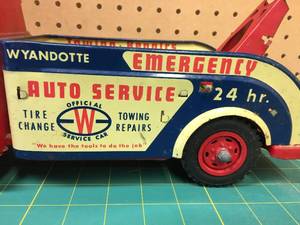 WYANDOTTE
EMERGENCY
AUTO SERVICE
24 hr.
OFFICIAL
W
SERVICE CAR
TIRE
CHANGE
TOWING
REPAIRS
"We have the tools to do the job"